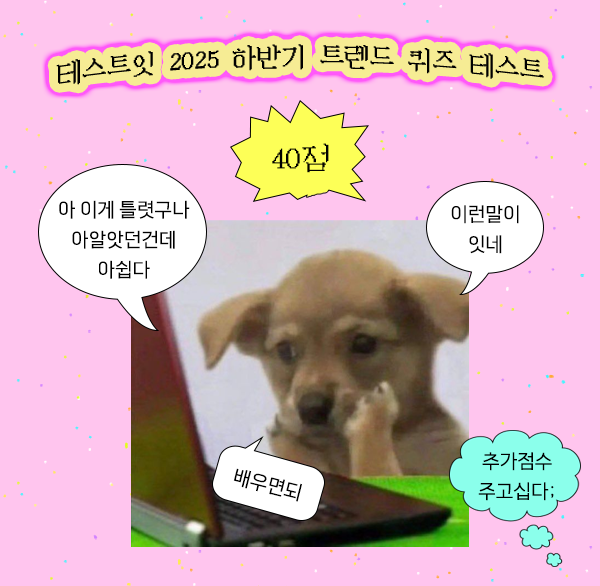 테스트잇 2025 하반기 트렌드 퀴즈 테스트
40점
아 이게 틀렷구나
아알앗던건데
아쉽다
이런말이
잇네
배우면되
추가점수
주고십다;